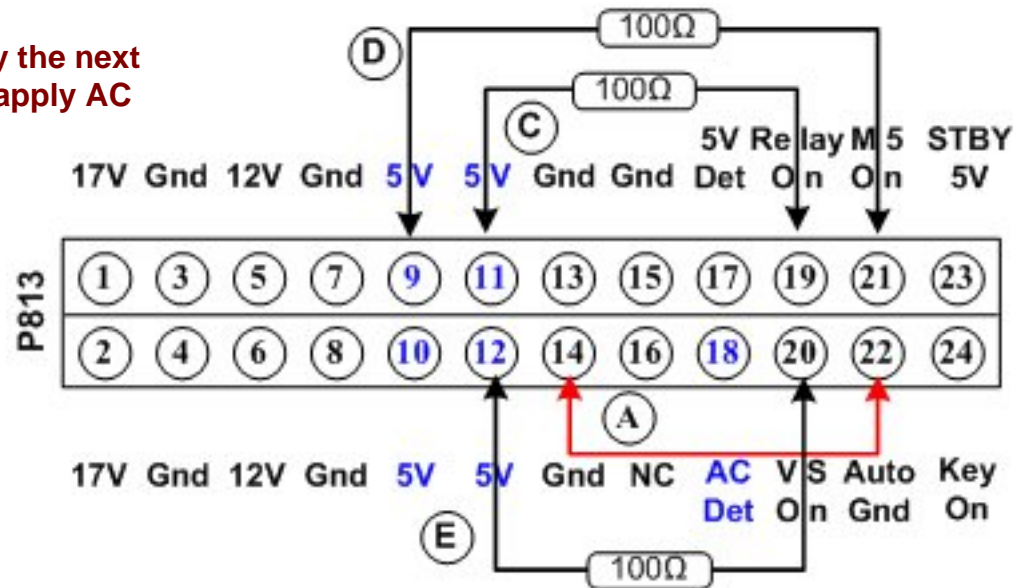 100Ω
D
y the next
apply AC
100Ω
C
5V Relay M5 STBY
17V Gnd 12V Gnd 5V 5V Gnd Gnd Det On On 5V
P813
1 3 5 7 9 11 13 15 17 19 21 23
2 4 6 8 10 12 14 16 18 20 22 24
A
17V Gnd 12V Gnd 5V 5V Gnd NC AC VS Auto Key
Det On Gnd On
E
100Ω